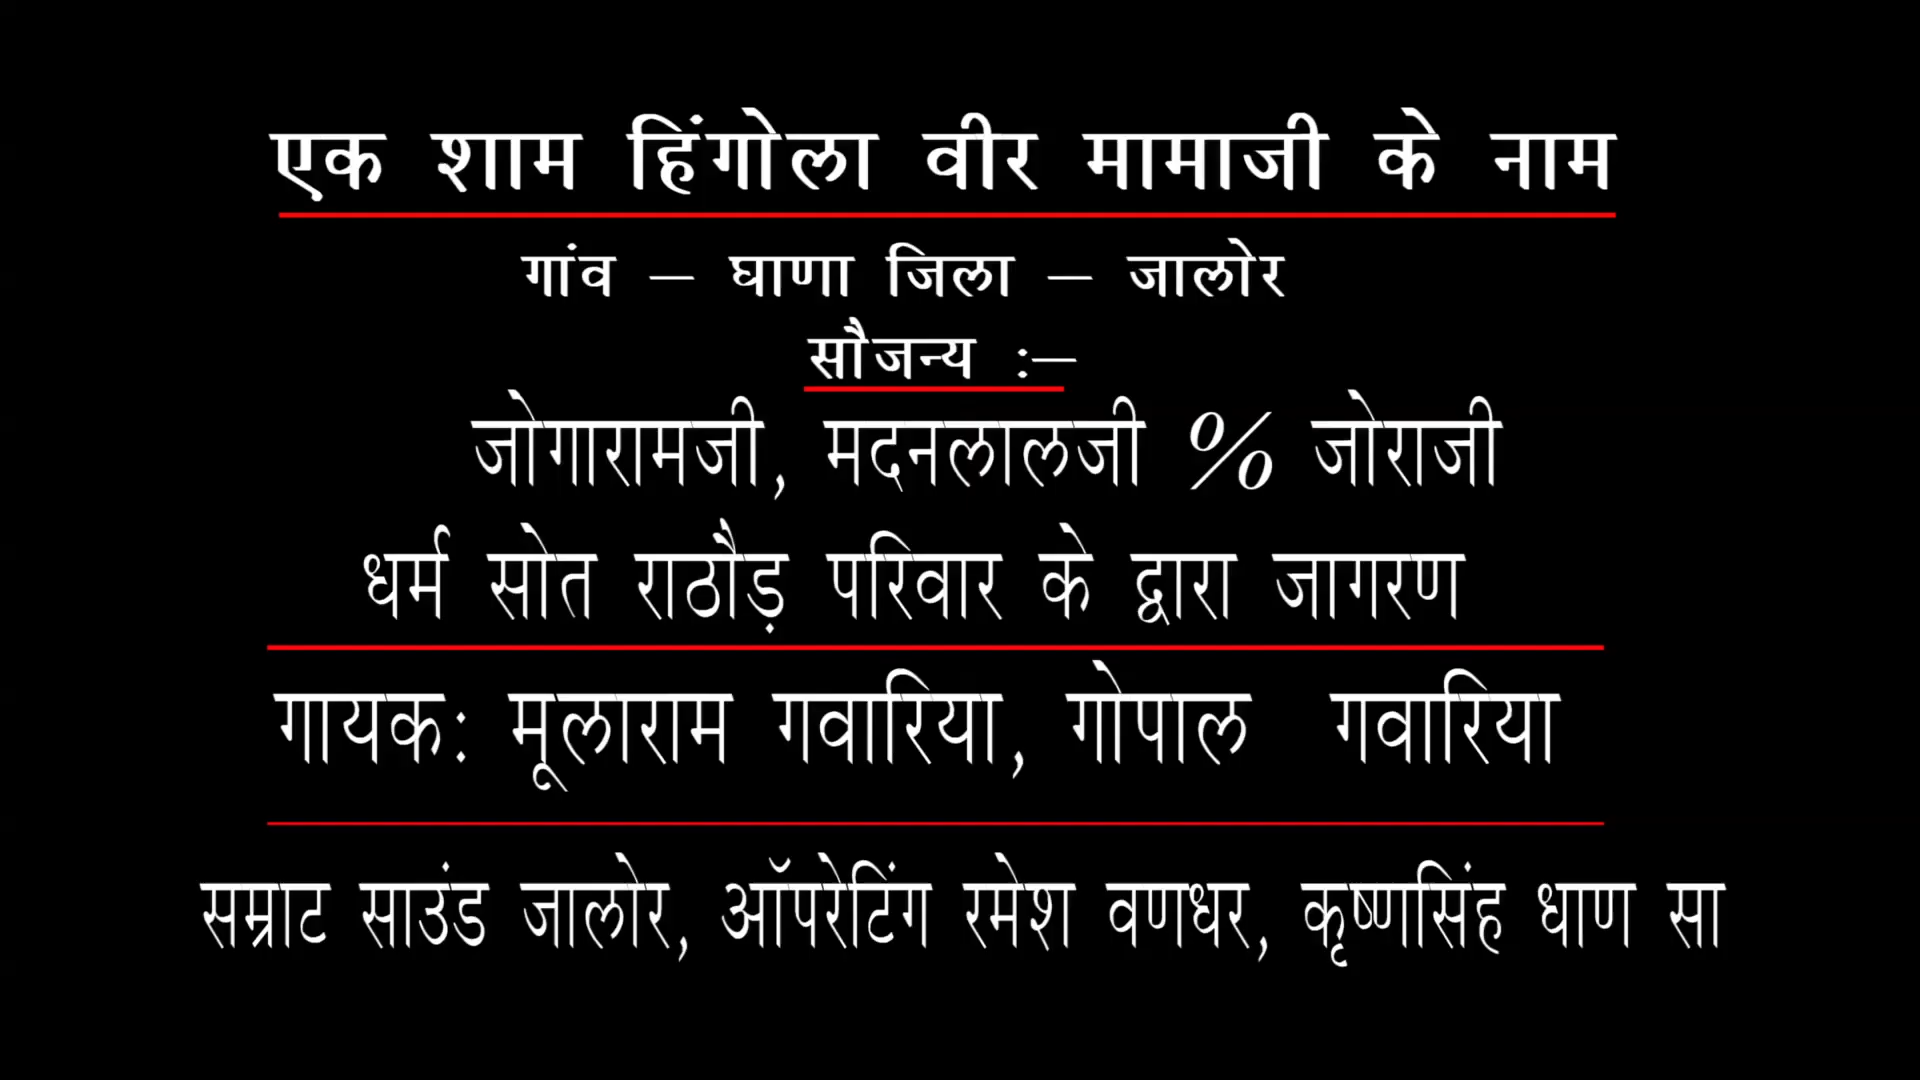 एक शाम हिंगोला वीर मामाजी के नाम
गांव – घाणा जिला – जालोर
सौजन्य :–
जोगारामजी, मदनलालजी % जोराजी
धर्म सोत राठौड़ परिवार के द्वारा जागरण
गायक: मूलाराम गवारिया, गोपाल गवारिया
सम्राट साउंड जालोर, ऑपरेटिंग रमेश वणधर, कृष्णसिंह धाण सा